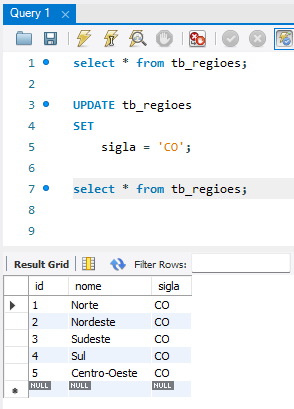 Query 1
1 select * from tb_regioes;
2
3 UPDATE tb_regioes
4 SET
5 sigla = 'CO';
6
7 select * from tb_regioes;
8
9
Result Grid Filter Rows:
id nome sigla
1 Norte CO
2 Nordeste CO
3 Sudeste CO
4 Sul CO
5 Centro-Oeste CO
NULL NULL NULL